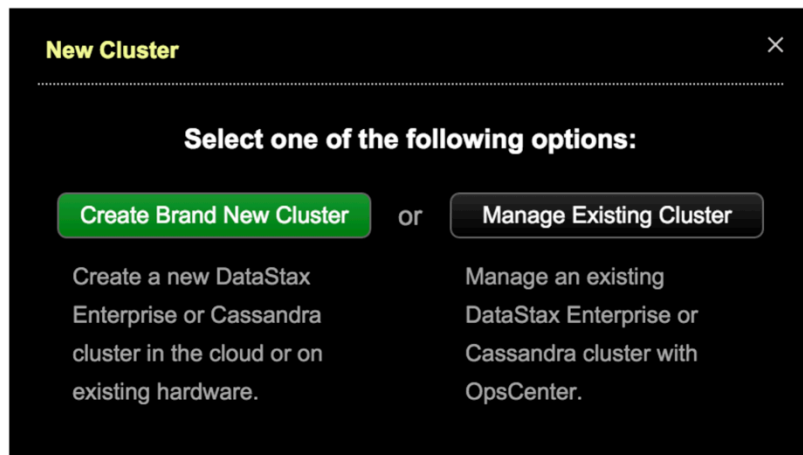 New Cluster
×
Select one of the following options:
Create Brand New Cluster or Manage Existing Cluster
Create a new DataStax
Enterprise or Cassandra
cluster in the cloud or on
existing hardware.
Manage an existing
DataStax Enterprise or
Cassandra cluster with
OpsCenter.